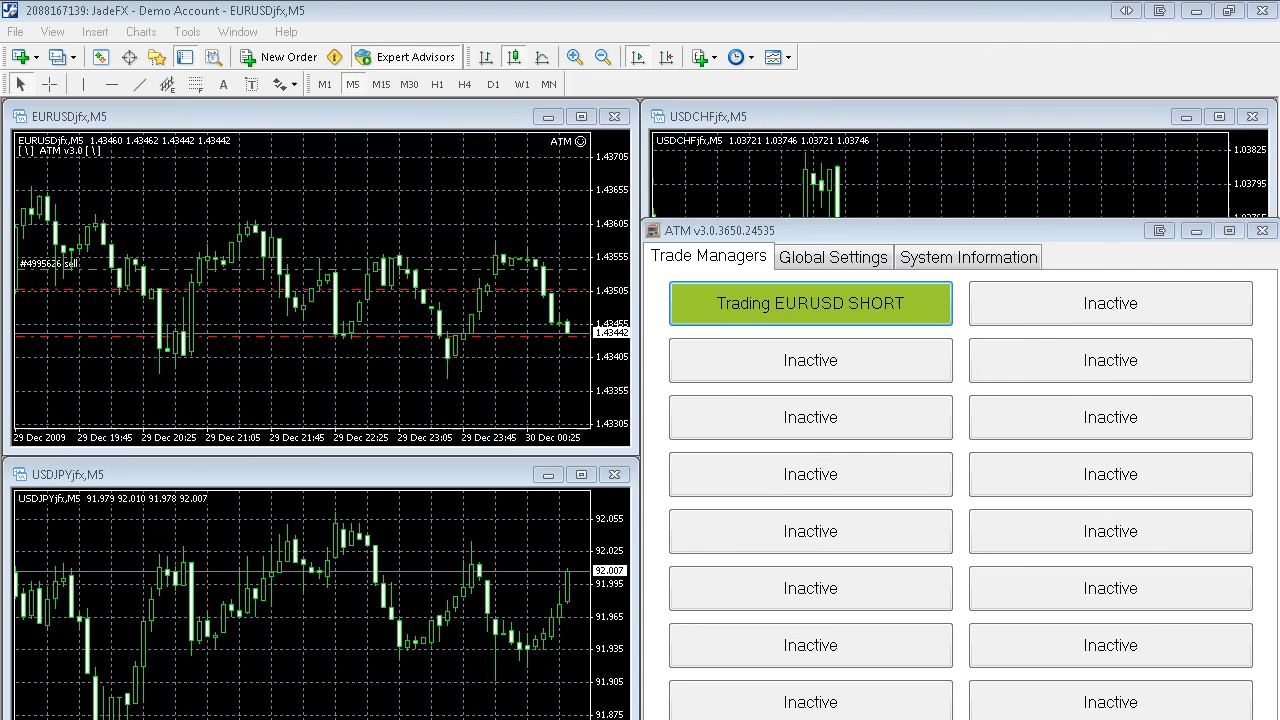 2088167139: JadeFX - Demo Account - EURUSDjfx,M5
File View Insert Charts Tools Window Help
New Order Expert Advisors
A T M1 M5 M15 M30 H1 H4 D1 W1 MN
EURUSDjfx,M5
EURUSDjfx,M5 1.43460 1.43462 1.43442 1.43442
ATM
[ \] ATM v3.0 [ \]
1.43705
1.43655
1.43605
#4995626 sell
1.43555
1.43505
1.43455
1.43442
1.43405
1.43355
1.43305
29 Dec 2009 29 Dec 19:45 29 Dec 20:25 29 Dec 21:05 29 Dec 21:45 29 Dec 22:25 29 Dec 23:05 29 Dec 23:45 30 Dec 00:25
USDCHFjfx,M5
USDCHFjfx,M5 1.03721 1.03746 1.03721 1.03746
1.03825
1.03795
ATM v3.0.3650.24535
Trade Managers Global Settings System Information
Trading EURUSD SHORT Inactive
Inactive Inactive
Inactive Inactive
Inactive Inactive
Inactive Inactive
Inactive Inactive
Inactive Inactive
Inactive Inactive
USDJPYjfx,M5
USDJPYjfx,M5 91.979 92.010 91.978 92.007
92.055
92.025
92.007
91.995
91.965
91.935
91.905
91.875